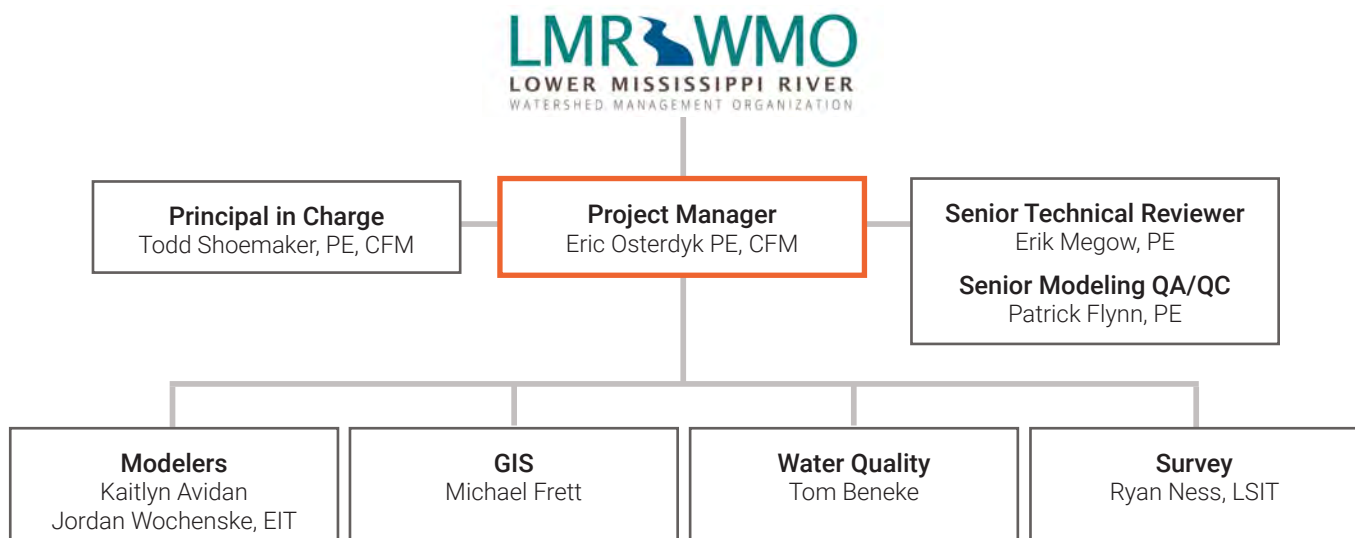 LMR WMO
LOWER MISSISSIPPI RIVER
WATERSHED MANAGEMENT ORGANIZATION
Principal in Charge
Todd Shoemaker, PE, CFM
Project Manager
Eric Osterdyk PE, CFM
Senior Technical Reviewer
Erik Megow, PE
Senior Modeling QA/QC
Patrick Flynn, PE
Modelers
Kaitlyn Avidan
Jordan Wochenske, EIT
GIS
Michael Frett
Water Quality
Tom Beneke
Survey
Ryan Ness, LSIT